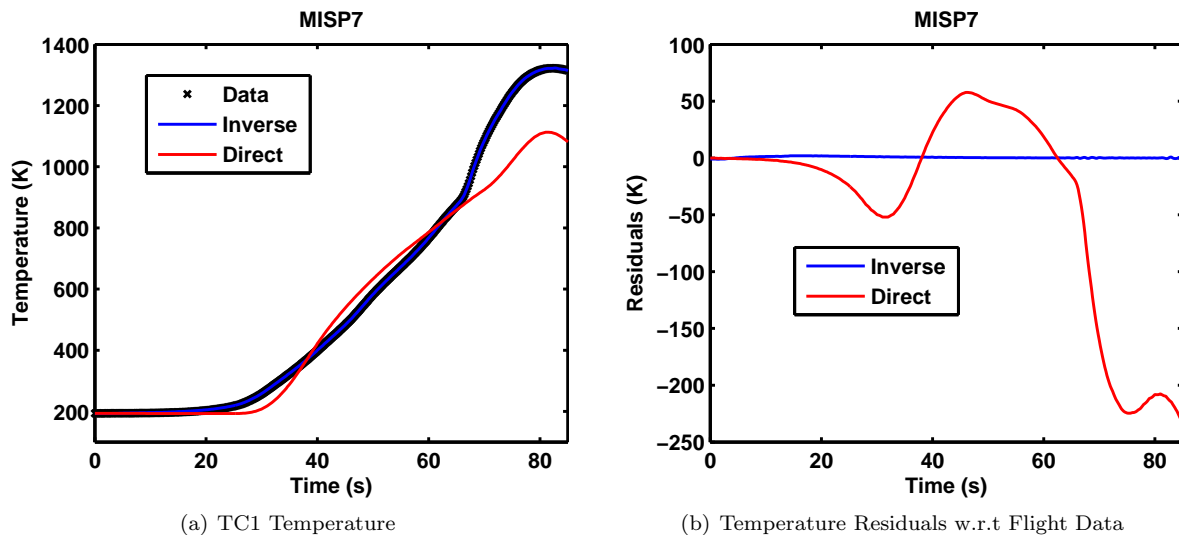 MISP7
1400
1200
1000
800
600
400
200
Temperature (K)
Data
Inverse
Direct
0
20
40
60
80
Time (s)
(a) TC1 Temperature
MISP7
100
50
0
−50
−100
−150
−200
−250
Residuals (K)
Inverse
Direct
0
20
40
60
80
Time (s)
(b) Temperature Residuals w.r.t Flight Data